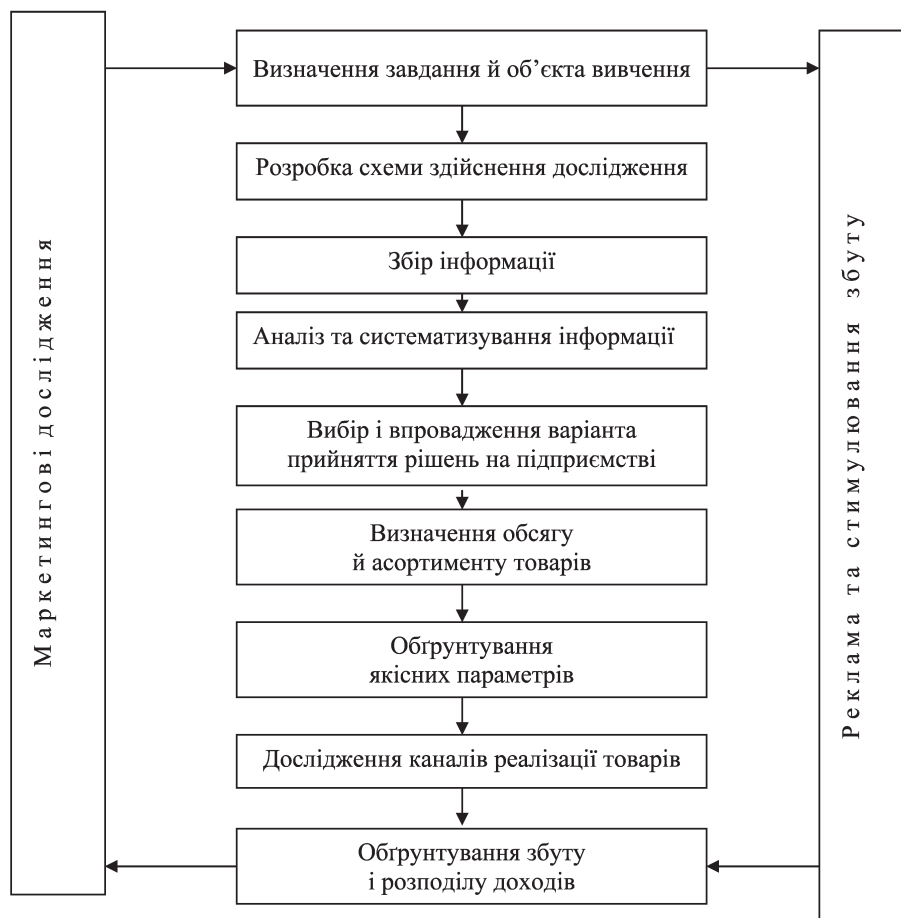 Маркетингові дослідження
Визначення завдання й об’єкта вивчення
Розробка схеми здійснення дослідження
Збір інформації
Аналіз та систематизування інформації
Вибір і впровадження варіанта
прийняття рішень на підприємстві
Визначення обсягу
й асортименту товарів
Обґрунтування
якісних параметрів
Дослідження каналів реалізації товарів
Обґрунтування збуту
і розподілу доходів
Реклама та стимулювання збуту